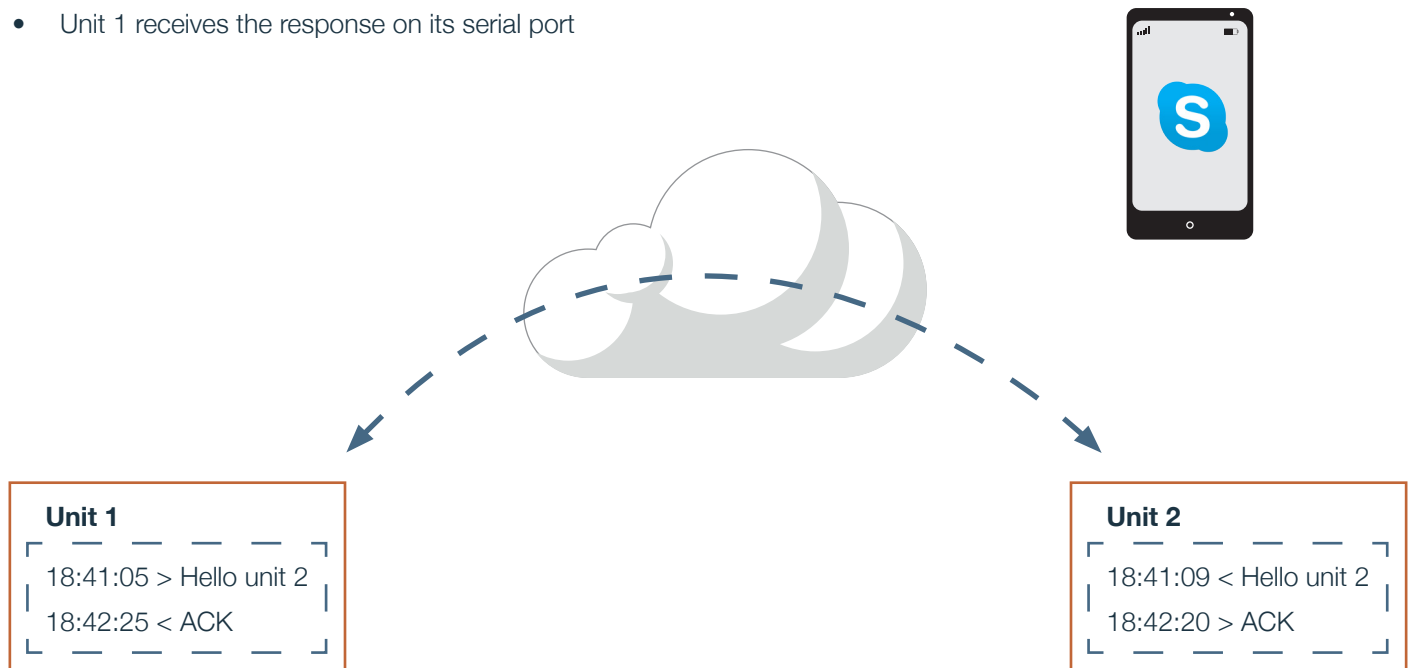 • Unit 1 receives the response on its serial port
S
Unit 1
18:41:05 > Hello unit 2
18:42:25 < ACK
Unit 2
18:41:09 < Hello unit 2
18:42:20 > ACK